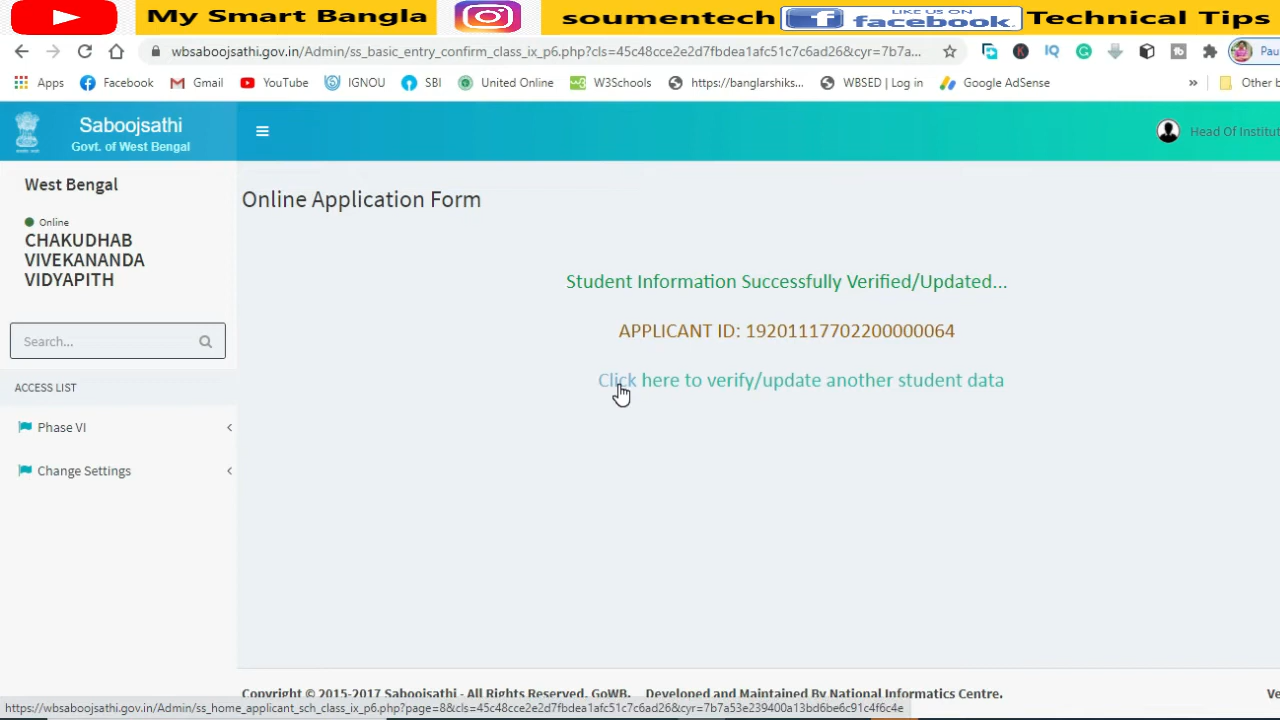 My Smart Bangla
soumentech
LIKE US ON
facebook.
Technical Tips
wbsaboojsathi.gov.in/Admin/ss_basic_entry_confirm_class_ix_p6.php?cls=45c48cce2e2d7fbdea1afc51c7c6ad26&cyr=7b7a...
Pau
Apps
Facebook
Gmail
YouTube
IGNOU
SBI
United Online
W3Schools
https://banglarshiks...
WBSED | Log in
Google AdSense
»
Other b
Saboojsathi
Govt. of West Bengal
Head Of Institut
West Bengal
Online
CHAKUDHAB
VIVEKANANDA
VIDYAPITH
Search...
ACCESS LIST
Phase VI
Change Settings
Online Application Form
Student Information Successfully Verified/Updated...
APPLICANT ID: 19201117702200000064
Click here to verify/update another student data
Copyright © 2015-2017 Saboojsathi - All Rights Reserved, GoWB. Developed and Maintained By National Informatics Centre.
Ve
https://wbsaboojsathi.gov.in/Admin/ss_home_applicant_sch_class_ix_p6.php?page=8&cls=45c48cce2e2d7fbdea1afc51c7c6ad26&cyr=7b7a53e239400a13bd6be6c91c4f6c4e